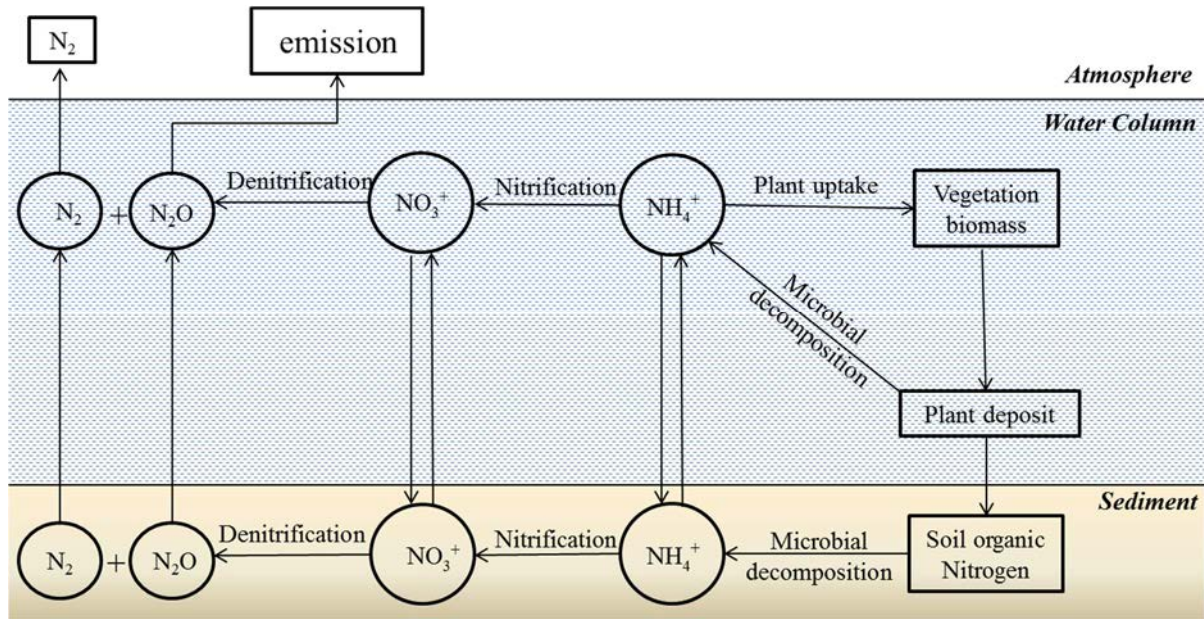 N₂
emission
Atmosphere
Water Column
N₂ + N₂O
Denitrification
NO₃⁺
Nitrification
NH₄⁺
Plant uptake
Vegetation
biomass
Microbial
decomposition
Plant deposit
Sediment
N₂ + N₂O
Denitrification
NO₃⁺
Nitrification
NH₄⁺
Microbial
decomposition
Soil organic
Nitrogen